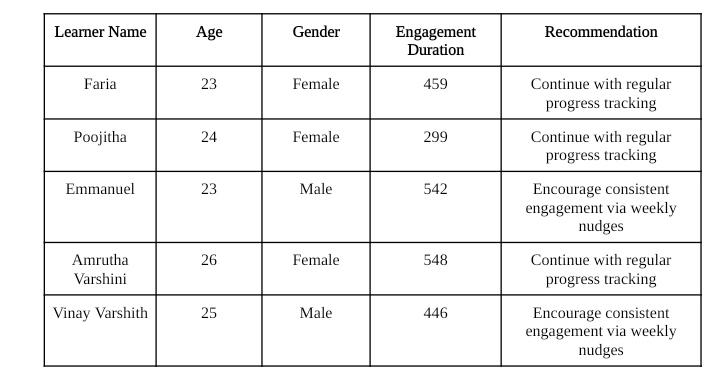 Learner Name Age Gender Engagement Duration Recommendation
Faria 23 Female 459 Continue with regular progress tracking
Poojitha 24 Female 299 Continue with regular progress tracking
Emmanuel 23 Male 542 Encourage consistent engagement via weekly nudges
Amrutha Varshini 26 Female 548 Continue with regular progress tracking
Vinay Varshith 25 Male 446 Encourage consistent engagement via weekly nudges